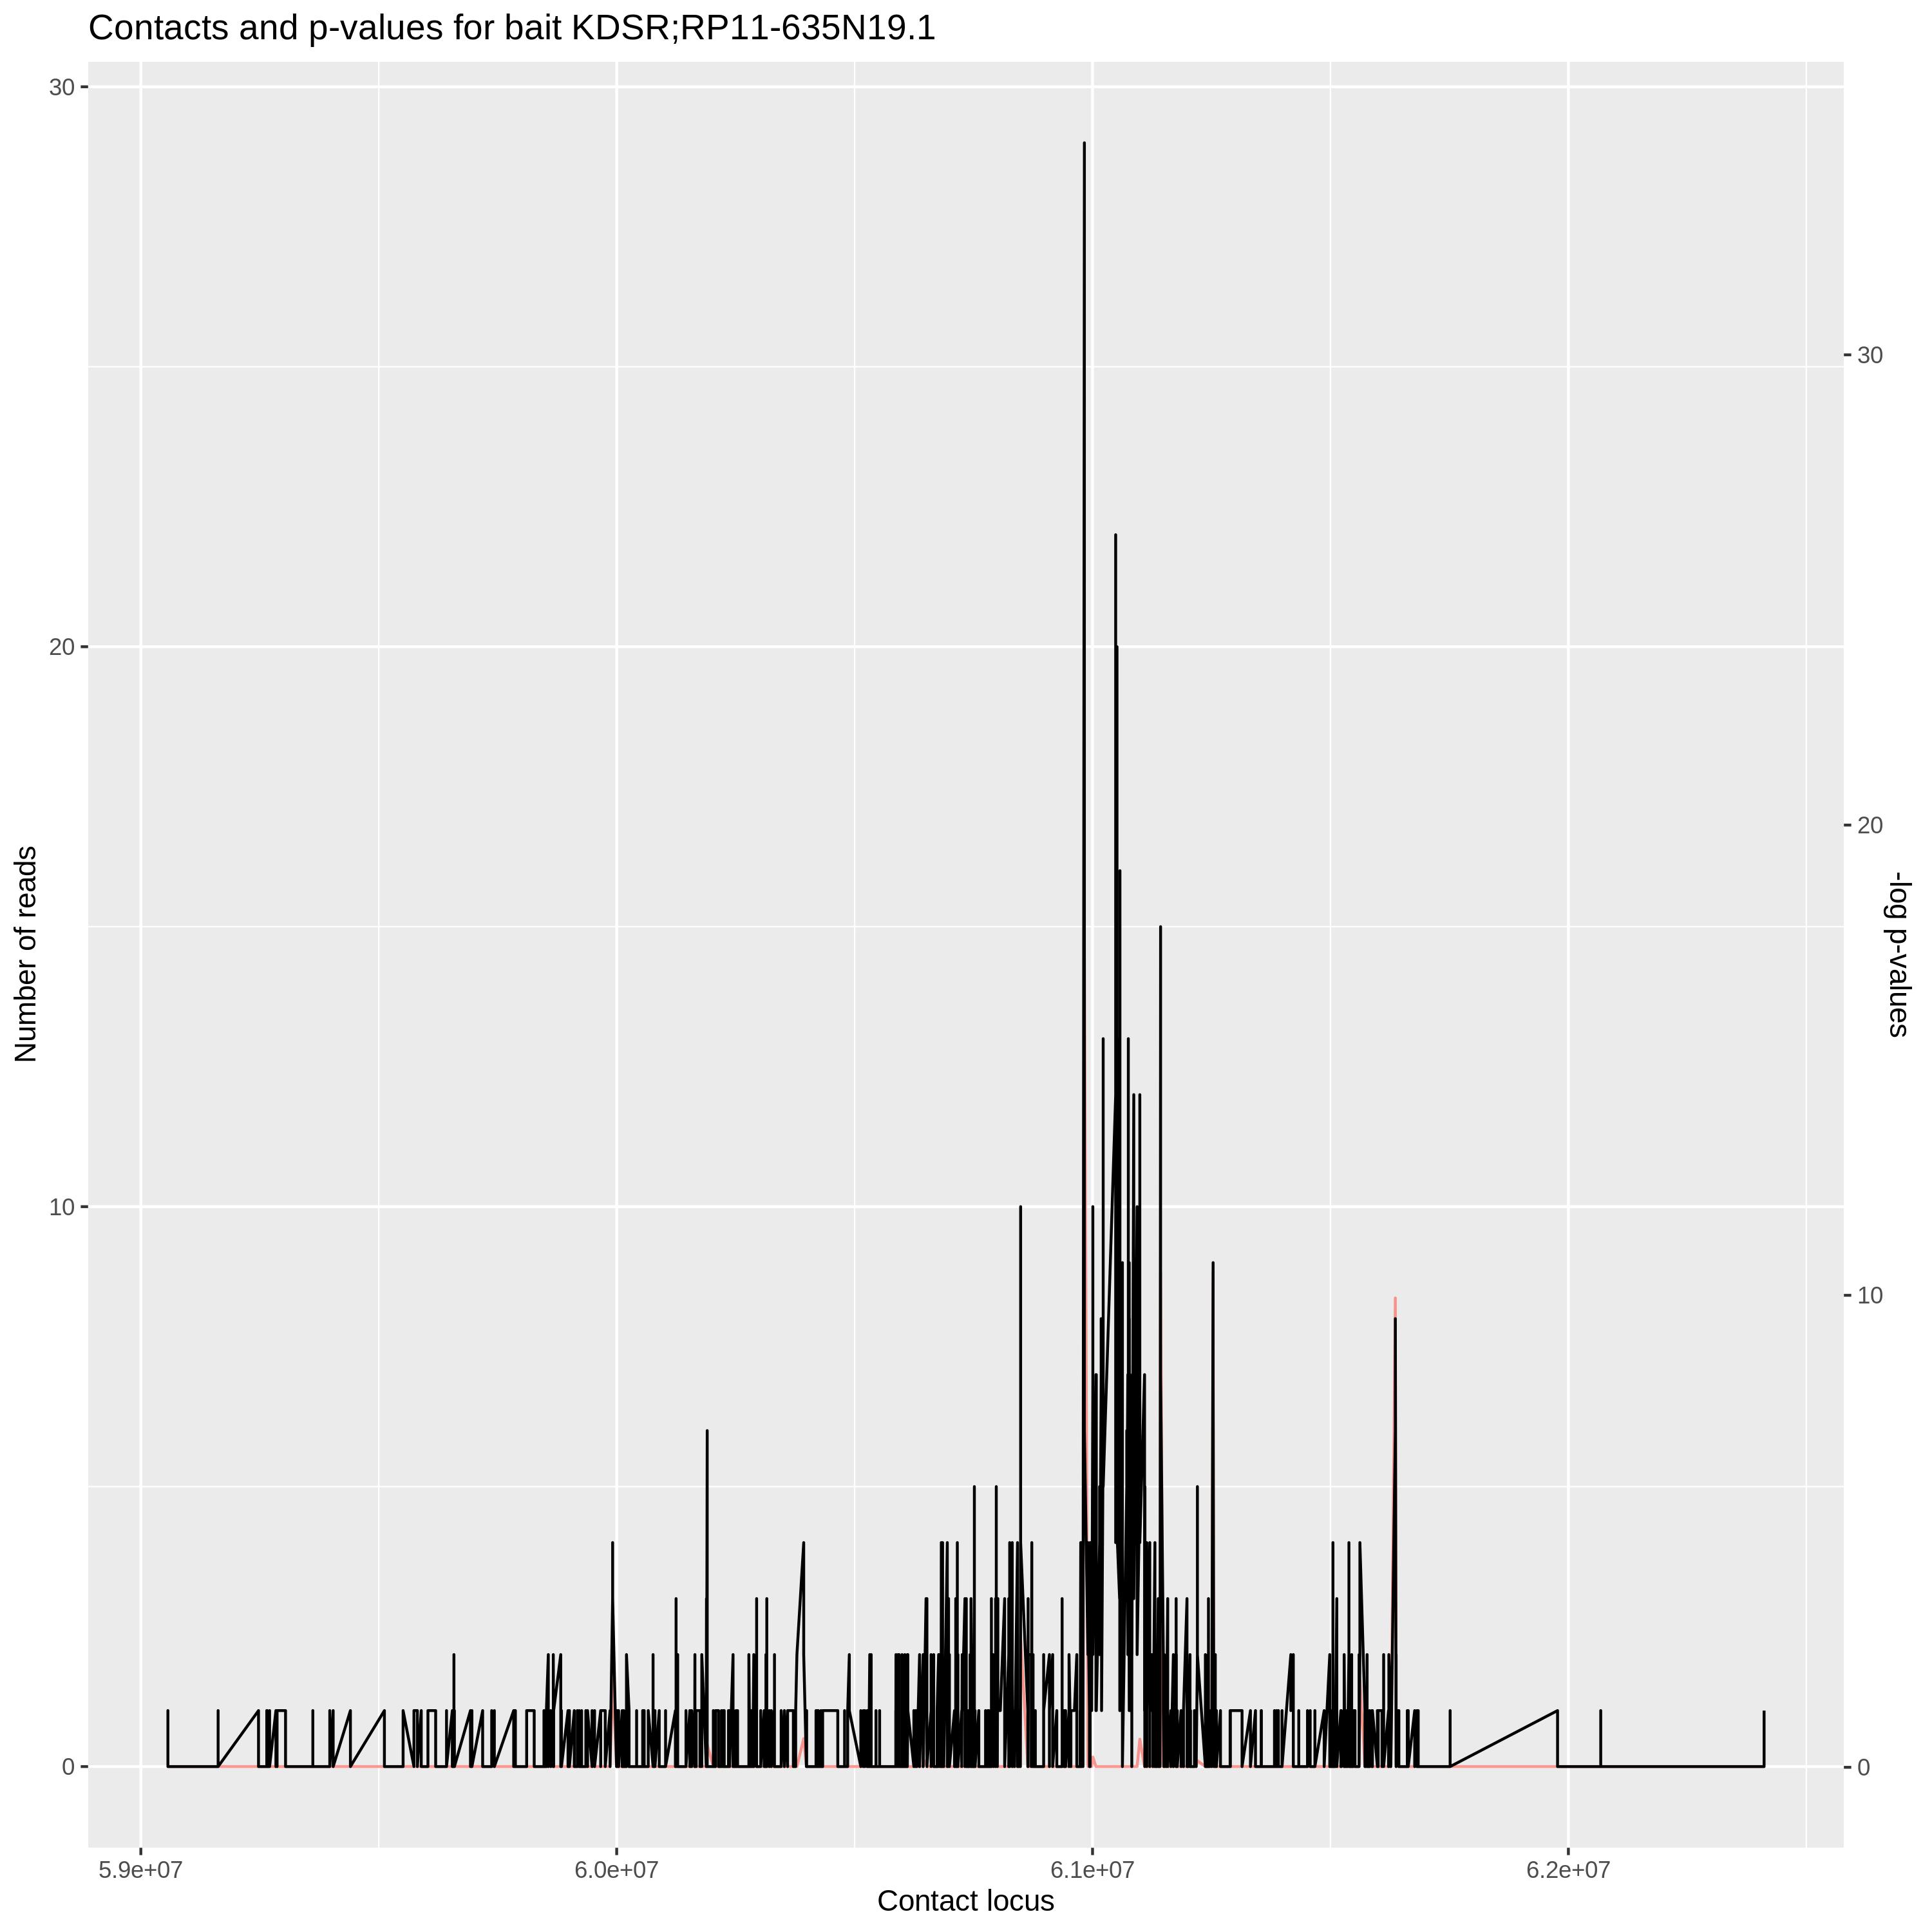 Contacts and p-values for bait KDSR;RP11-635N19.1
30
20
10
0
Number of reads
30
20
10
0
-log p-values
5.9e+07
6.0e+07
6.1e+07
6.2e+07
Contact locus